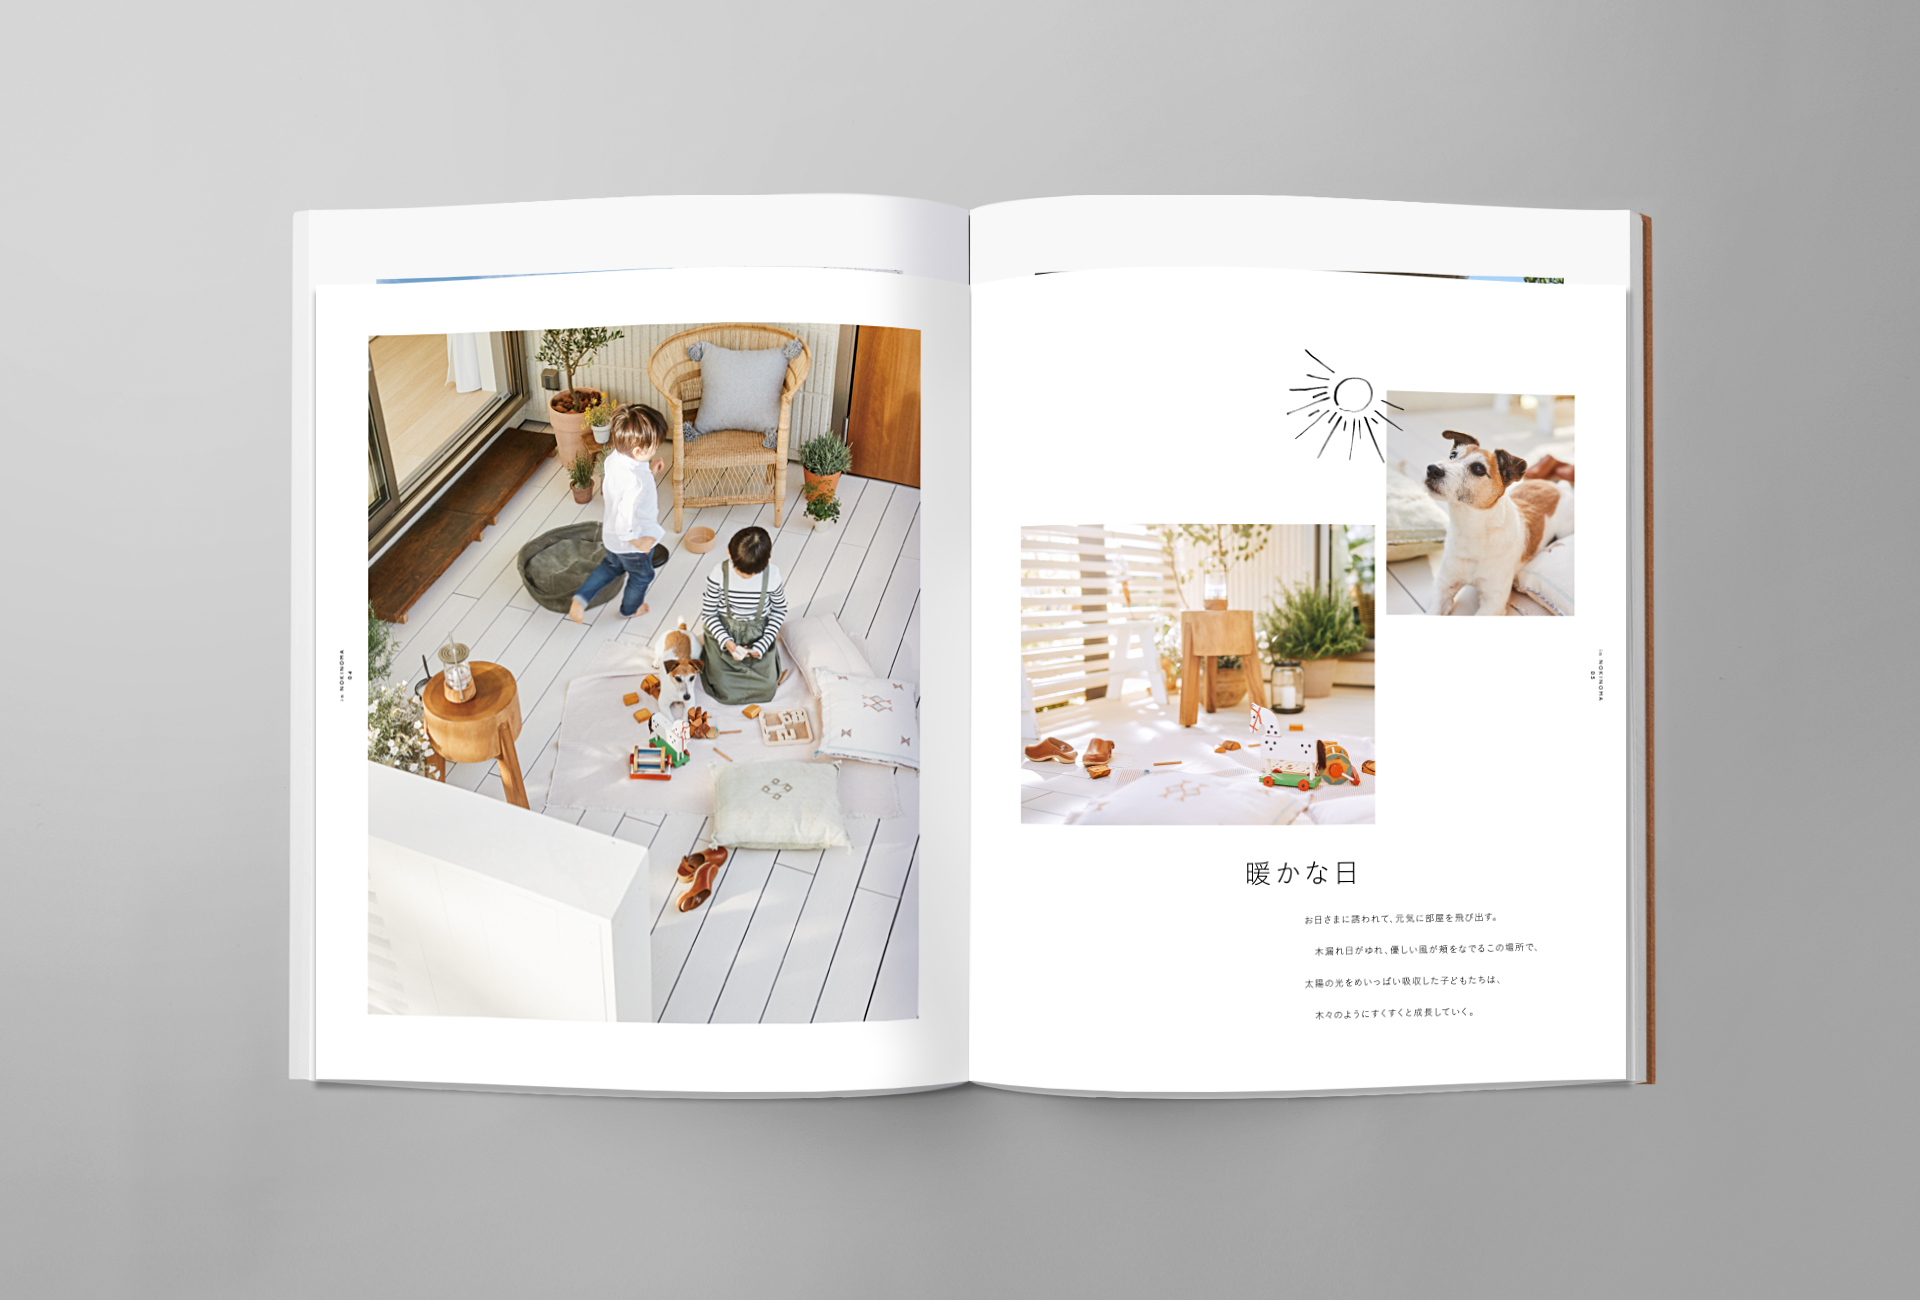 in NOKINOMA
04
暖かな日
お日さまに誘われて、元気に部屋を飛び出す。
木漏れ日がゆれ、優しい風が頬をなでるこの場所で、
太陽の光をめいっぱい吸収した子どもたちは、
木々のようにすくすくと成長していく。
in NOKINOMA
05